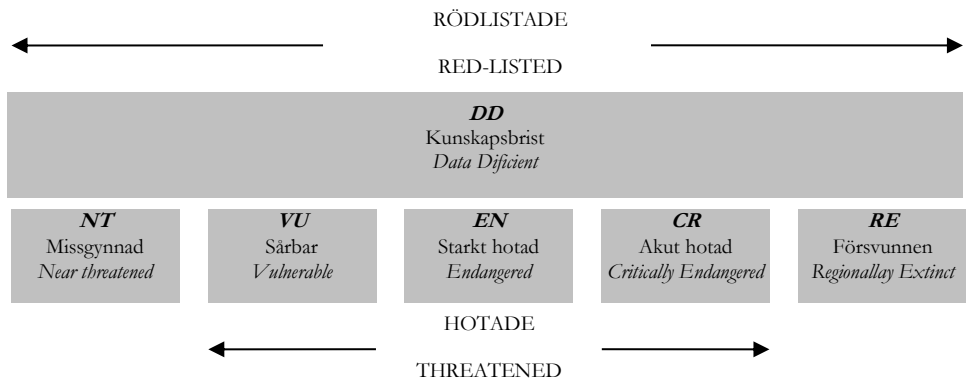 RÖDLISTADE
RED-LISTED
DD
Kunskapsbrist
Data Dificient
NT
Missgynnad
Near threatened
VU
Sårbar
Vulnerable
EN
Starkt hotad
Endangered
CR
Akut hotad
Critically Endangered
RE
Försvunnen
Regionallay Extinct
HOTADE
THREATENED